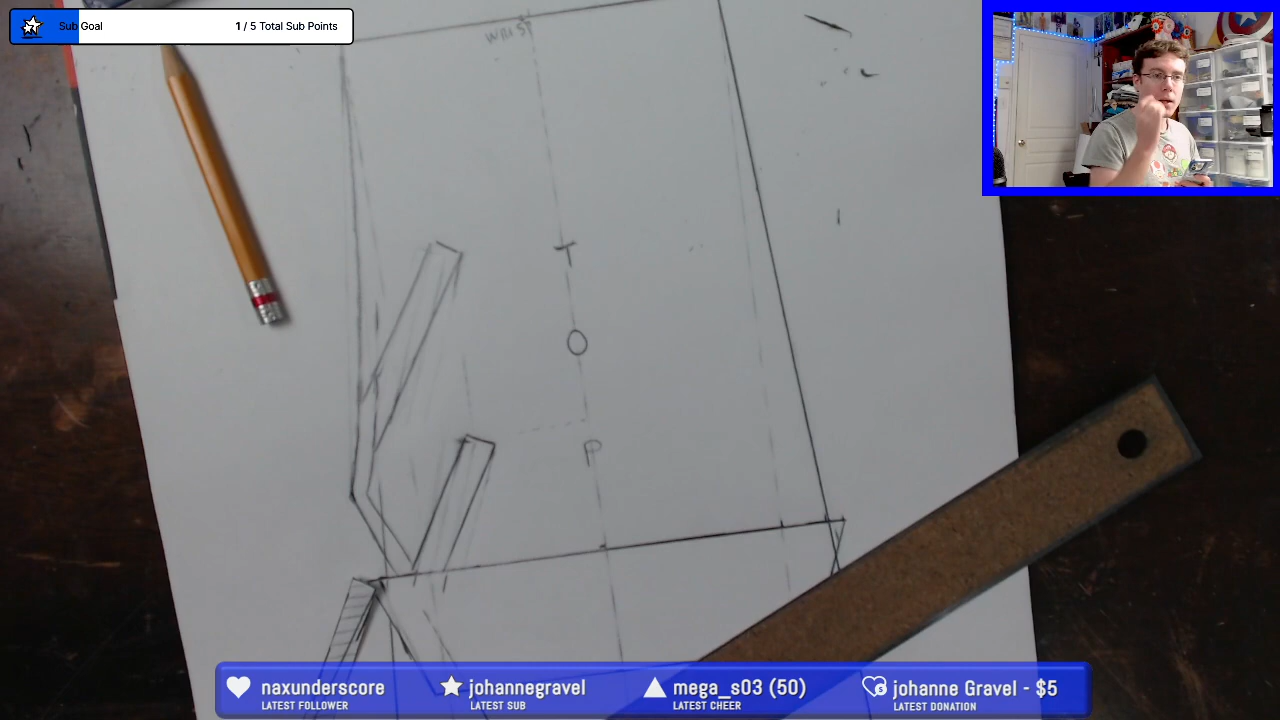 Sub Goal
1 / 5 Total Sub Points
WRIST
T
O
P
naxunderscore
LATEST FOLLOWER
johannegravel
LATEST SUB
mega_s03 (50)
LATEST CHEER
johanne Gravel - $5
LATEST DONATION